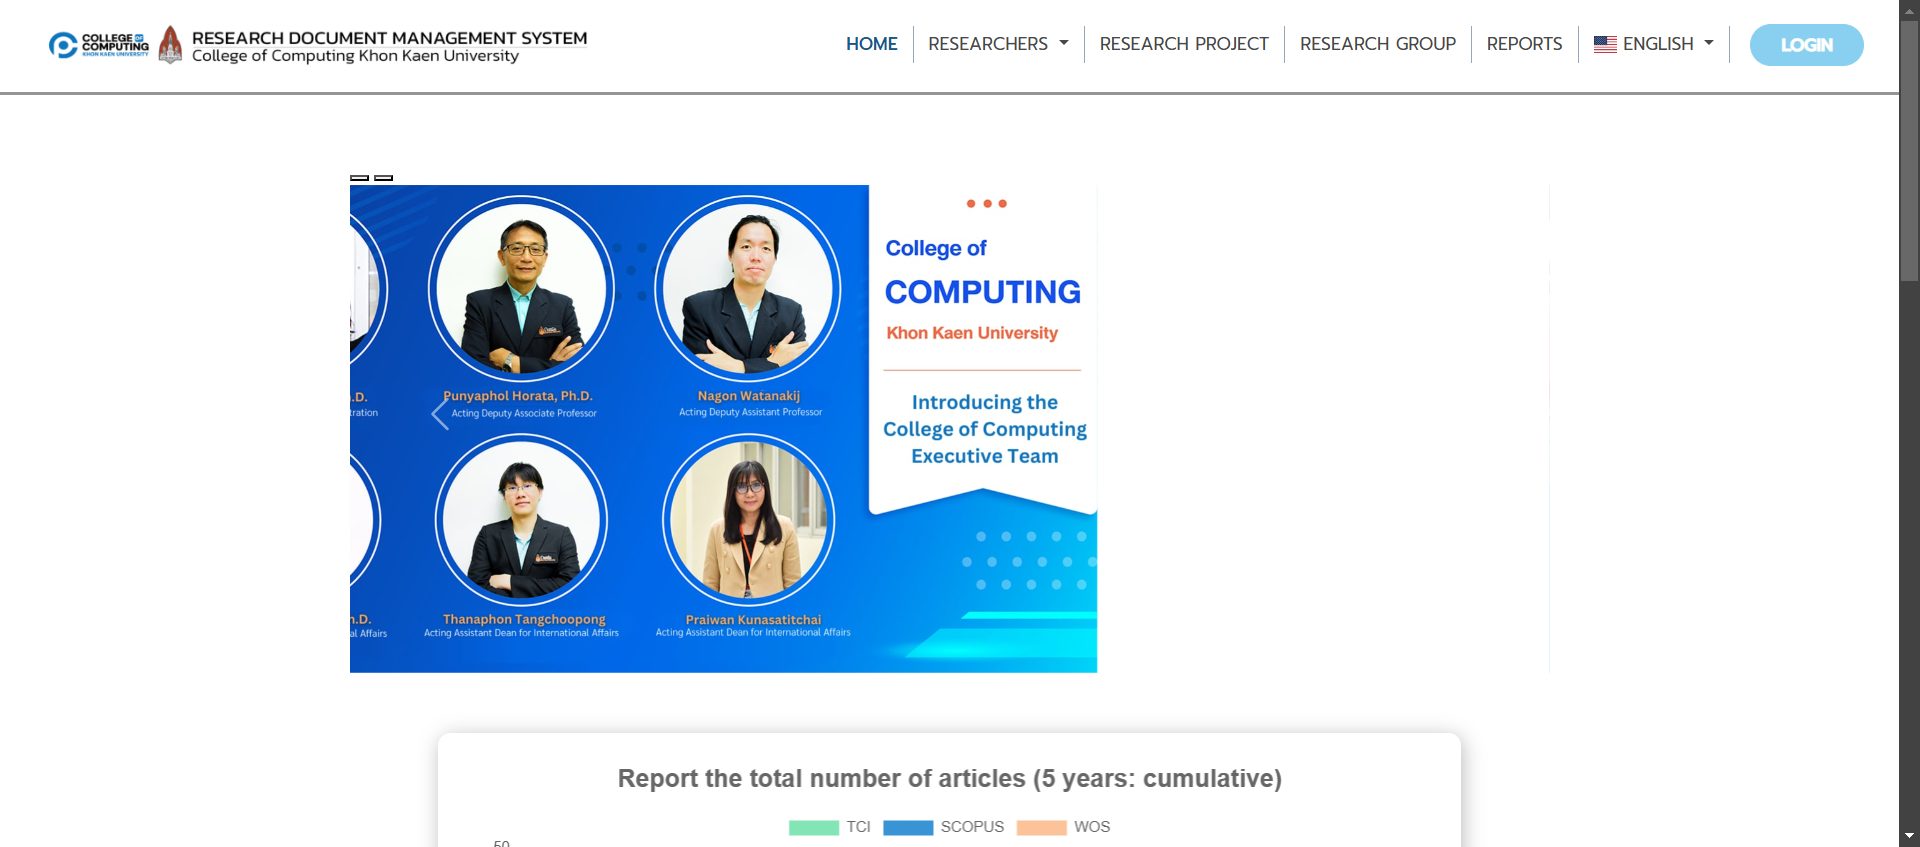 COLLEGE OF
COMPUTING
KHON KAEN UNIVERSITY
RESEARCH DOCUMENT MANAGEMENT SYSTEM
College of Computing Khon Kaen University
HOME
RESEARCHERS
RESEARCH PROJECT
RESEARCH GROUP
REPORTS
ENGLISH
LOGIN
College of
COMPUTING
Khon Kaen University
Introducing the
College of Computing
Executive Team
.D.
tration
Punyaphol Horata, Ph.D.
Acting Deputy Associate Professor
Nagon Watanakij
Acting Deputy Assistant Professor
h.D.
al Affairs
Thanaphon Tangchoopong
Acting Assistant Dean for International Affairs
Praiwan Kunasatitchai
Acting Assistant Dean for International Affairs
Report the total number of articles (5 years: cumulative)
TCI
SCOPUS
WOS
50